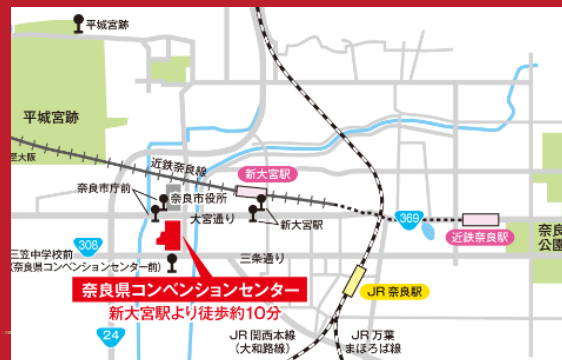 平城宮跡
平城宮跡
至大阪
近鉄奈良線
新大宮駅
奈良市庁前
奈良市役所
大宮通り
新大宮駅
369
近鉄奈良駅
奈良
公園
308
三笠中学校前
(奈良県コンベンションセンター前)
三条通り
奈良県コンベンションセンター
新大宮駅より徒歩約10分
JR 奈良駅
24
JR 関西本線
(大和路線)
JR 万葉
まほろば線